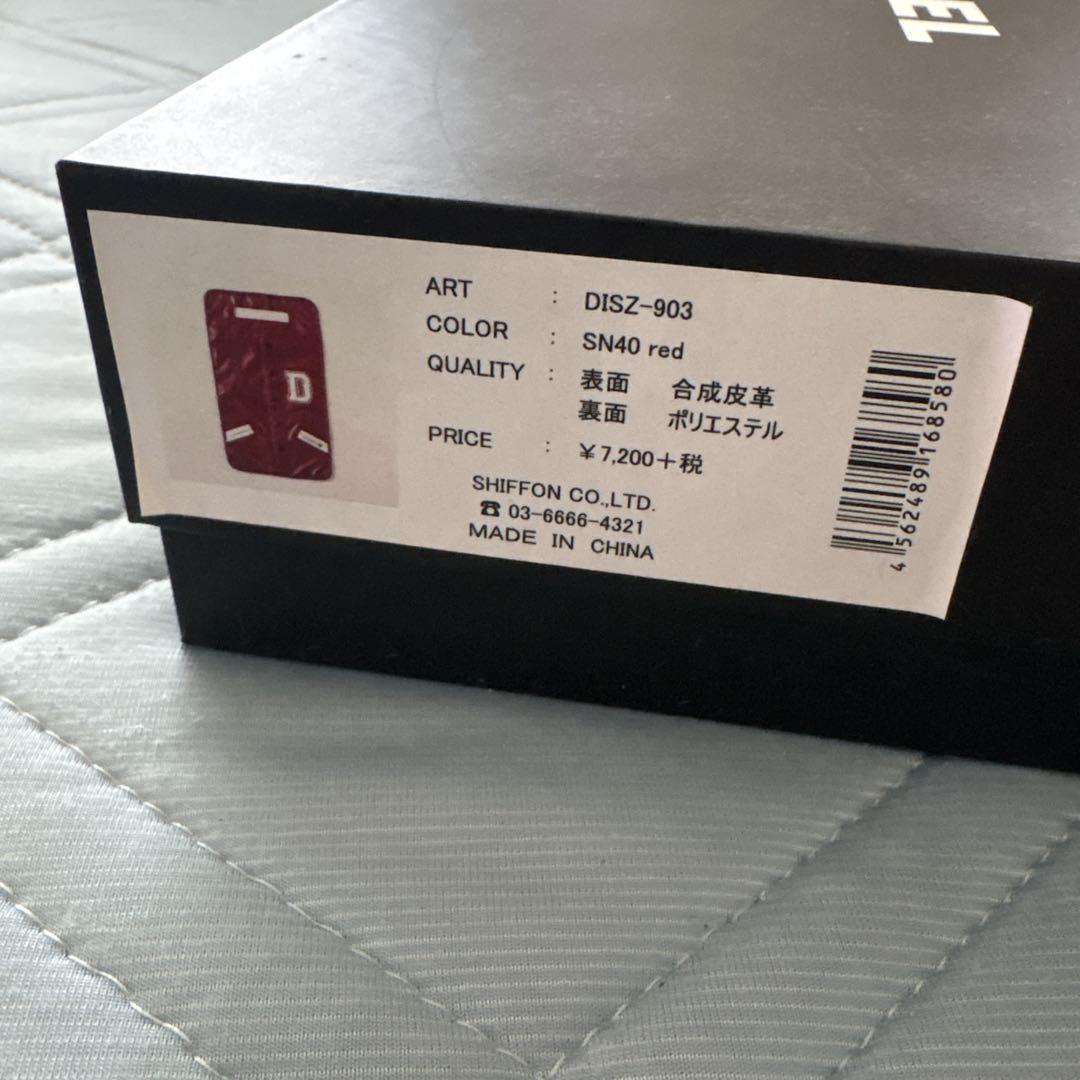 EL
ART : DISZ-903
COLOR : SN40 red
QUALITY : 表面 合成皮革
裏面 ポリエステル
PRICE : ¥7,200+税
SHIFFON CO.,LTD.
☎ 03-6666-4321
MADE IN CHINA
D
4562489168580